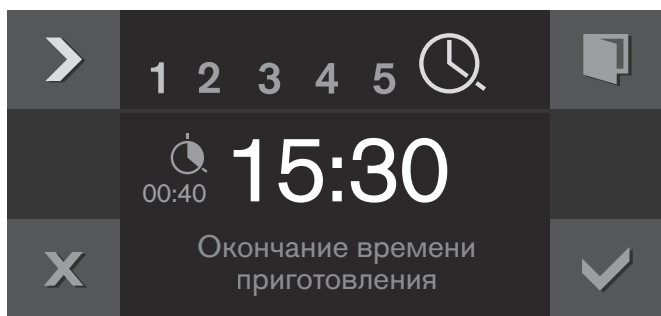 1 2 3 4 5
15:30
00:40
Окончание времени
приготовления